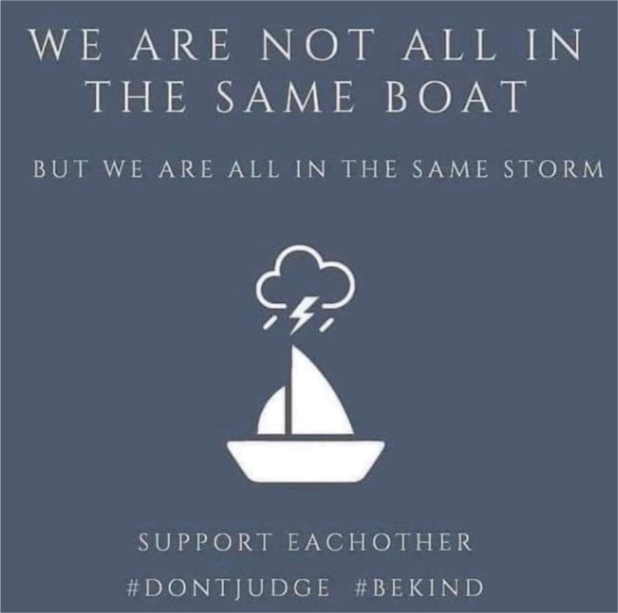 WE ARE NOT ALL IN
THE SAME BOAT
BUT WE ARE ALL IN THE SAME STORM
SUPPORT EACHOTHER
#DONTJUDGE #BEKIND